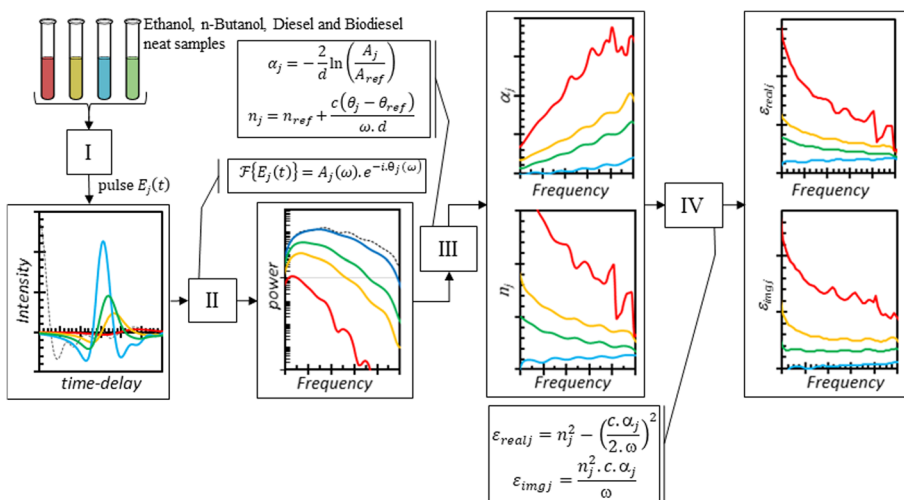 Ethanol, n-Butanol, Diesel and Biodiesel
neat samples
I
pulse E_j(t)
α_j = −2/d ln(A_j/A_ref)
n_j = n_ref + c(θ_j − θ_ref)/ω.d
ℱ{E_j(t)} = A_j(ω).e^{−i.θ_j(ω)}
Intensity
time-delay
II
power
Frequency
III
α_j
Frequency
n_j
Frequency
IV
ε_realj
Frequency
ε_imgj
Frequency
ε_realj = n_j^2 − (c.α_j/2.ω)^2
ε_imgj = n_j^2.c.α_j/ω